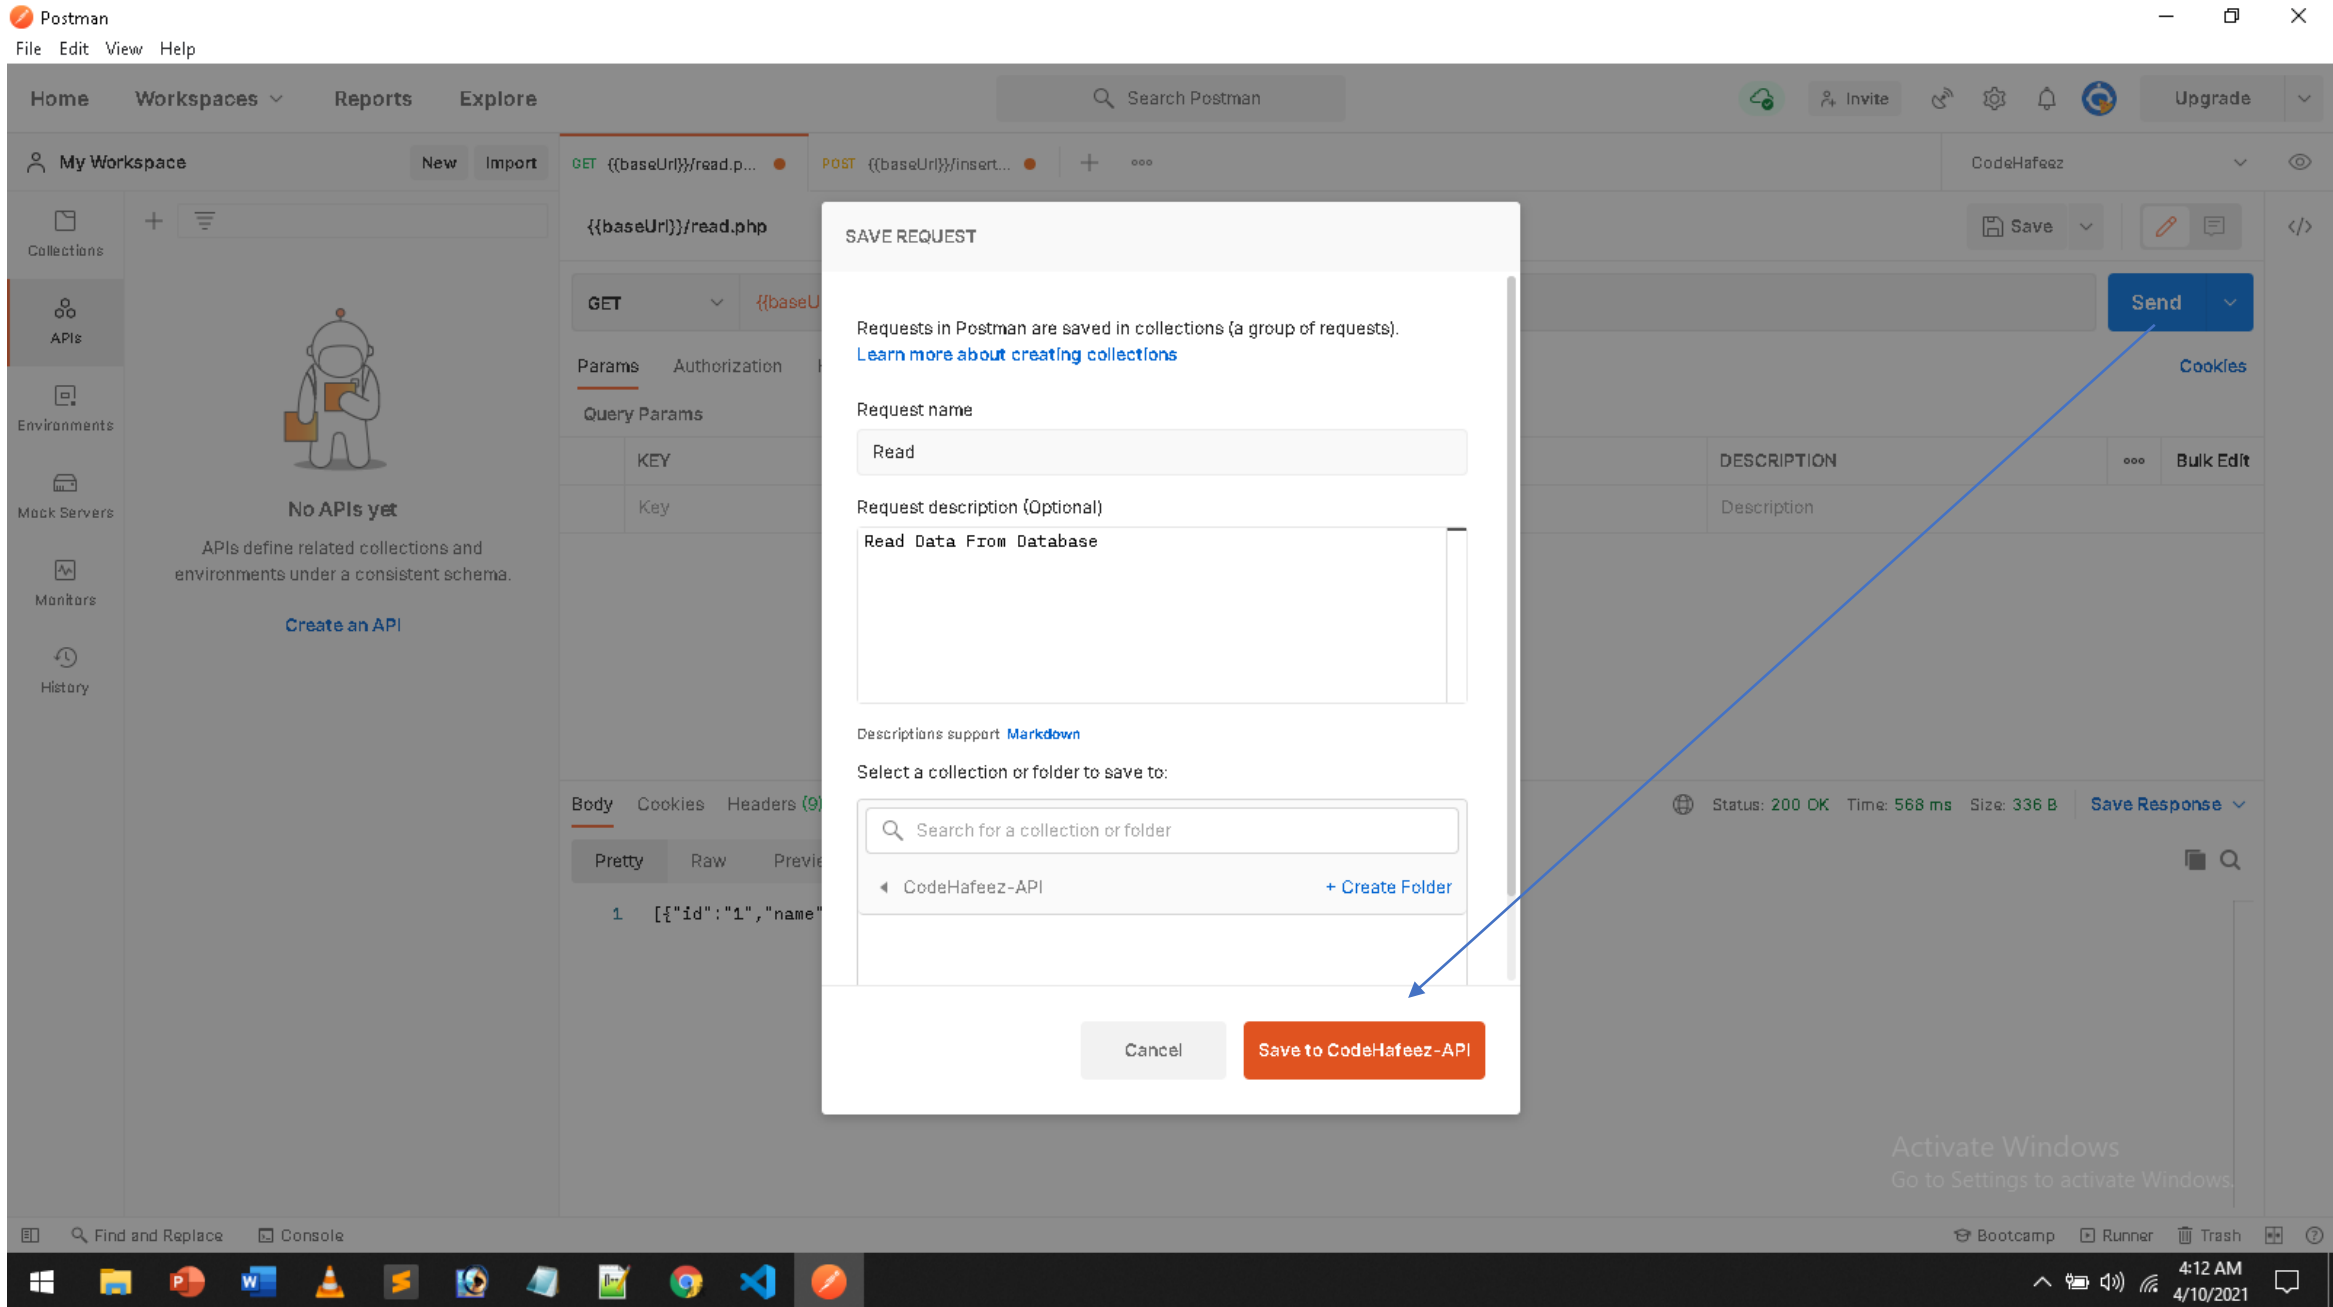 Postman
File Edit View Help
Home Workspaces Reports Explore
Search Postman
Invite
Upgrade
My Workspace New Import
GET {{baseUrl}}/read.p...
POST {{baseUrl}}/insert...
CodeHafeez
Collections
APIs
Environments
Mock Servers
Monitors
History
No APIs yet
APIs define related collections and
environments under a consistent schema.
Create an API
{{baseUrl}}/read.php
Save
GET
{{baseU
Send
Params Authorization
Cookies
Query Params
KEY
DESCRIPTION
Bulk Edit
Key
Description
SAVE REQUEST
Requests in Postman are saved in collections (a group of requests).
Learn more about creating collections
Request name
Read
Request description (Optional)
Read Data From Database
Descriptions support Markdown
Select a collection or folder to save to:
Search for a collection or folder
CodeHafeez-API
+ Create Folder
Cancel
Save to CodeHafeez-API
Body Cookies Headers (9)
Status: 200 OK Time: 568 ms Size: 336 B Save Response
Pretty Raw Previe
1 [{"id":"1","name"
Activate Windows
Go to Settings to activate Windows.
Find and Replace Console
Bootcamp Runner Trash
4:12 AM
4/10/2021